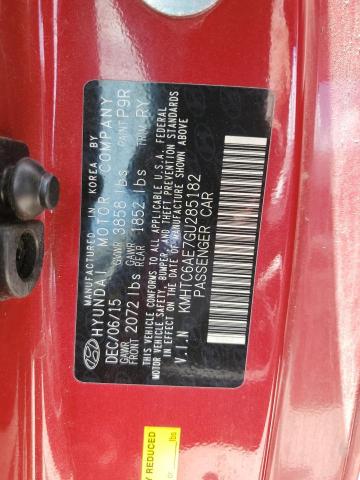 MANUFACTURED IN KOREA BY
HYUNDAI MOTOR COMPANY
DEC/06/15 GVWR 3858 lbs PAINT P9R
GAWR FRONT 2072 lbs GAWR REAR 1852 lbs TRIM RY
THIS VEHICLE CONFORMS TO ALL APPLICABLE U.S.A. FEDERAL
MOTOR VEHICLE SAFETY, BUMPER, AND THEFT PREVENTION STANDARDS
IN EFFECT ON THE DATE OF MANUFACTURE SHOWN ABOVE
V.I.N KMHTC6AE7GU285182
PASSENGER CAR
Y REDUCED
lbs